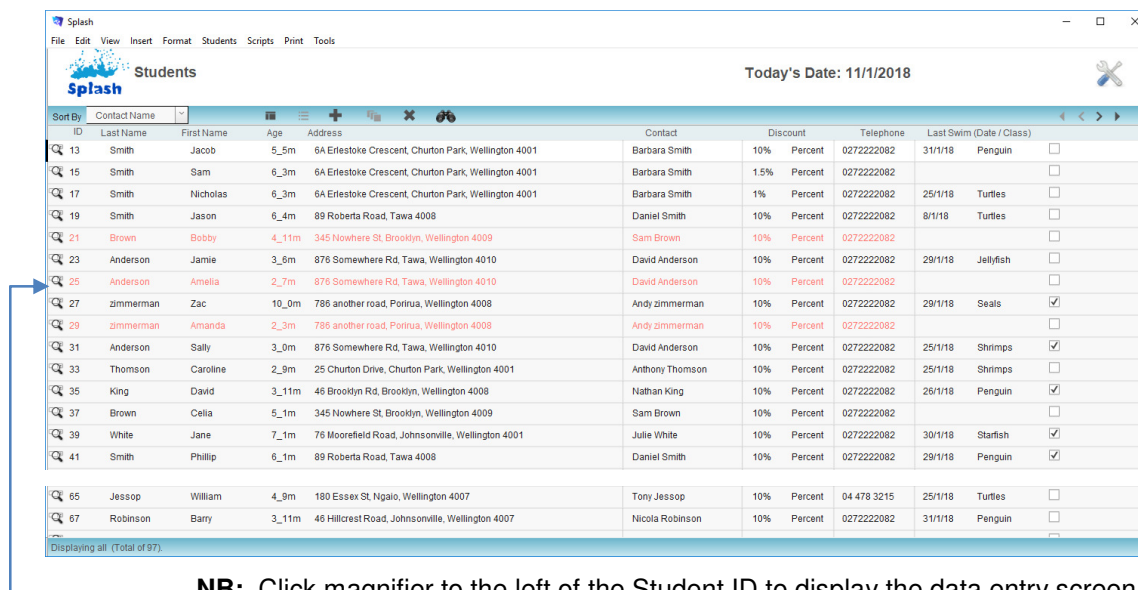 Splash
File Edit View Insert Format Students Scripts Print Tools
Splash Students Today's Date: 11/1/2018
Sort By Contact Name
ID Last Name First Name Age Address Contact Discount Telephone Last Swim (Date / Class)
13 Smith Jacob 5_5m 6A Erlestoke Crescent, Churton Park, Wellington 4001 Barbara Smith 10% Percent 0272222082 31/1/18 Penguin
15 Smith Sam 6_3m 6A Erlestoke Crescent, Churton Park, Wellington 4001 Barbara Smith 1.5% Percent 0272222082
17 Smith Nicholas 6_3m 6A Erlestoke Crescent, Churton Park, Wellington 4001 Barbara Smith 1% Percent 0272222082 25/1/18 Turtles
19 Smith Jason 6_4m 89 Roberta Road, Tawa 4008 Daniel Smith 10% Percent 0272222082 8/1/18 Turtles
21 Brown Bobby 4_11m 345 Nowhere St, Brooklyn, Wellington 4009 Sam Brown 10% Percent 0272222082
23 Anderson Jamie 3_6m 876 Somewhere Rd, Tawa, Wellington 4010 David Anderson 10% Percent 0272222082 29/1/18 Jellyfish
25 Anderson Amelia 2_7m 876 Somewhere Rd, Tawa, Wellington 4010 David Anderson 10% Percent 0272222082
27 zimmerman Zac 10_0m 786 another road, Porirua, Wellington 4008 Andy zimmerman 10% Percent 0272222082 29/1/18 Seals
29 zimmerman Amanda 2_3m 786 another road, Porirua, Wellington 4008 Andy zimmerman 10% Percent 0272222082
31 Anderson Sally 3_0m 876 Somewhere Rd, Tawa, Wellington 4010 David Anderson 10% Percent 0272222082 25/1/18 Shrimps
33 Thomson Caroline 2_9m 25 Churton Drive, Churton Park, Wellington 4001 Anthony Thomson 10% Percent 0272222082 25/1/18 Shrimps
35 King David 3_11m 46 Brooklyn Rd, Brooklyn, Wellington 4008 Nathan King 10% Percent 0272222082 26/1/18 Penguin
37 Brown Celia 5_1m 345 Nowhere St, Brooklyn, Wellington 4009 Sam Brown 10% Percent 0272222082
39 White Jane 7_1m 76 Moorefield Road, Johnsonville, Wellington 4001 Julie White 10% Percent 0272222082 30/1/18 Starfish
41 Smith Phillip 6_1m 89 Roberta Road, Tawa 4008 Daniel Smith 10% Percent 0272222082 29/1/18 Penguin
65 Jessop William 4_9m 180 Essex St, Ngaio, Wellington 4007 Tony Jessop 10% Percent 04 478 3215 25/1/18 Turtles
67 Robinson Barry 3_11m 46 Hillcrest Road, Johnsonville, Wellington 4007 Nicola Robinson 10% Percent 0272222082 31/1/18 Penguin
Displaying all (Total of 97).
NB: Click magnifier to the left of the Student ID to display the data entry screen